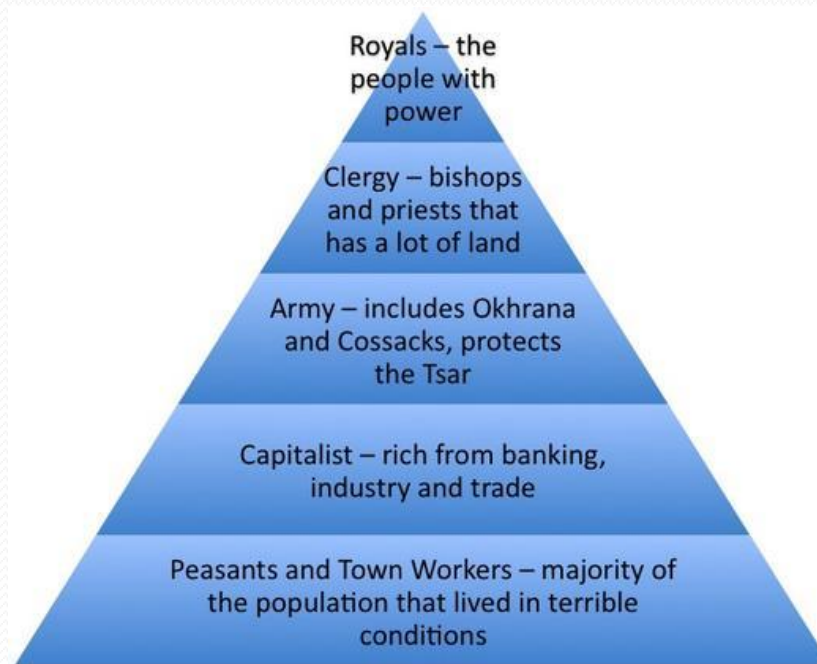 Royals – the
people with
power
Clergy – bishops
and priests that
has a lot of land
Army – includes Okhrana
and Cossacks, protects
the Tsar
Capitalist – rich from banking,
industry and trade
Peasants and Town Workers – majority of
the population that lived in terrible
conditions